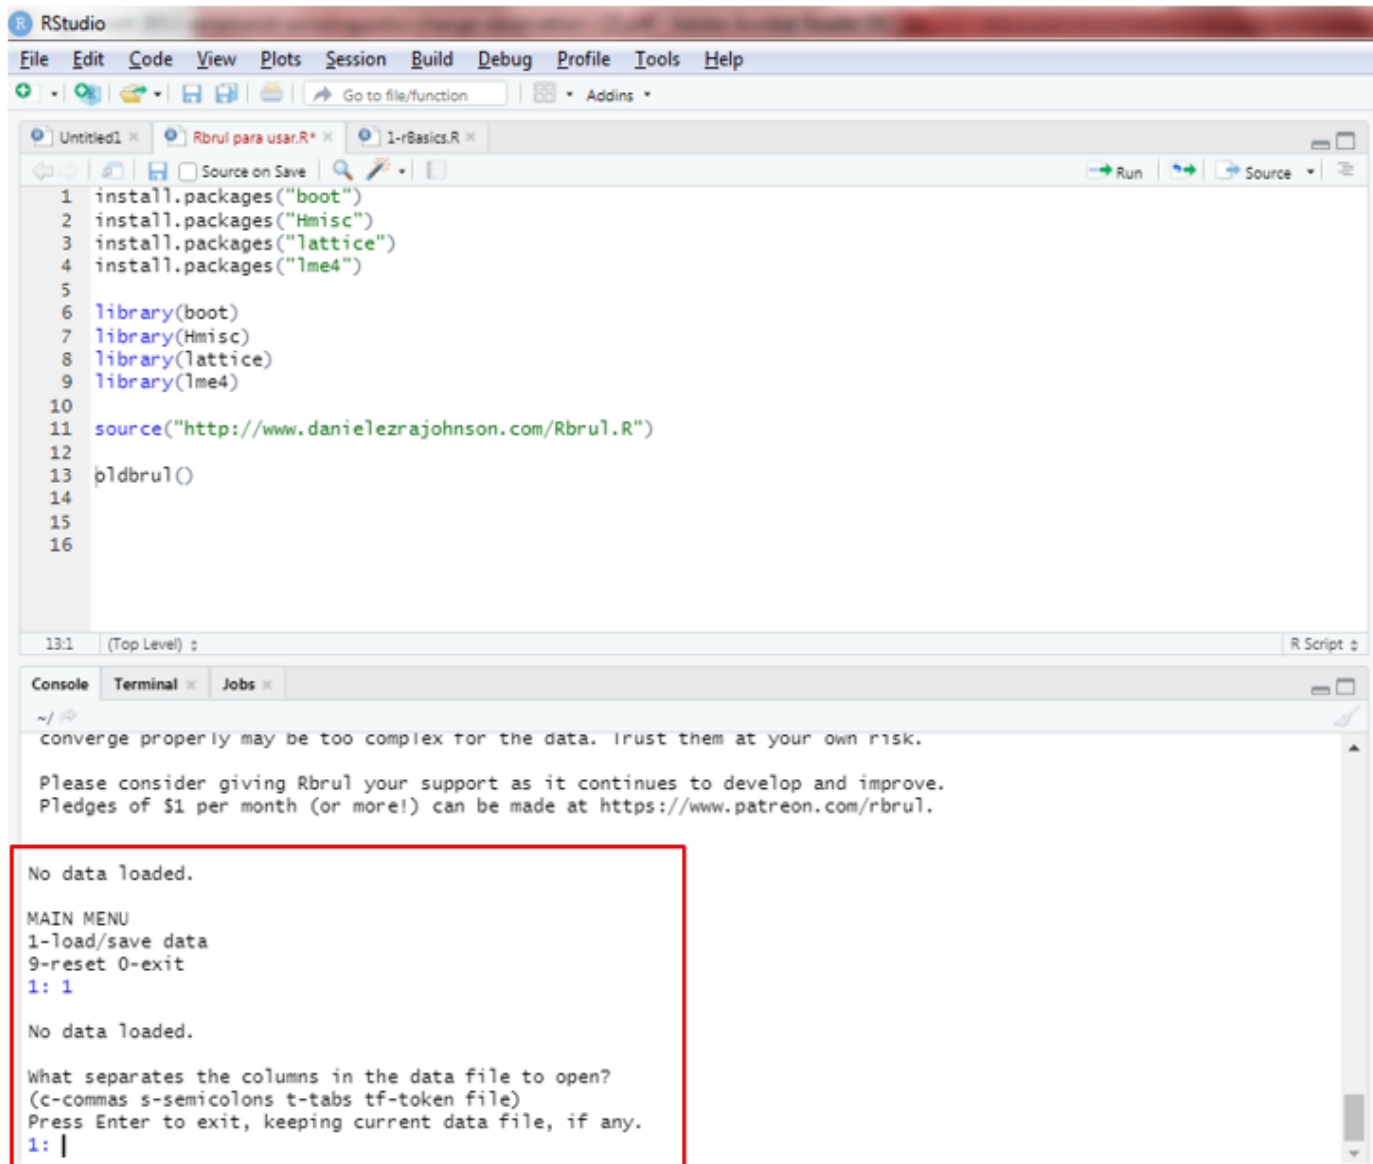 RStudio
File Edit Code View Plots Session Build Debug Profile Tools Help
Go to file/function Addins
Untitled1 Rbrul para usar.R* 1-rBasics.R
Source on Save Run Source
1 install.packages("boot")
2 install.packages("Hmisc")
3 install.packages("lattice")
4 install.packages("lme4")
5
6 library(boot)
7 library(Hmisc)
8 library(lattice)
9 library(lme4)
10
11 source("http://www.danielezrajohnson.com/Rbrul.R")
12
13 oldbrul()
14
15
16
13:1 (Top Level) R Script
Console Terminal Jobs
~/
converge properly may be too complex for the data. Trust them at your own risk.
Please consider giving Rbrul your support as it continues to develop and improve.
Pledges of $1 per month (or more!) can be made at https://www.patreon.com/rbrul.
No data loaded.
MAIN MENU
1-load/save data
9-reset 0-exit
1: 1
No data loaded.
What separates the columns in the data file to open?
(c-commas s-semicolons t-tabs tf-token file)
Press Enter to exit, keeping current data file, if any.
1: